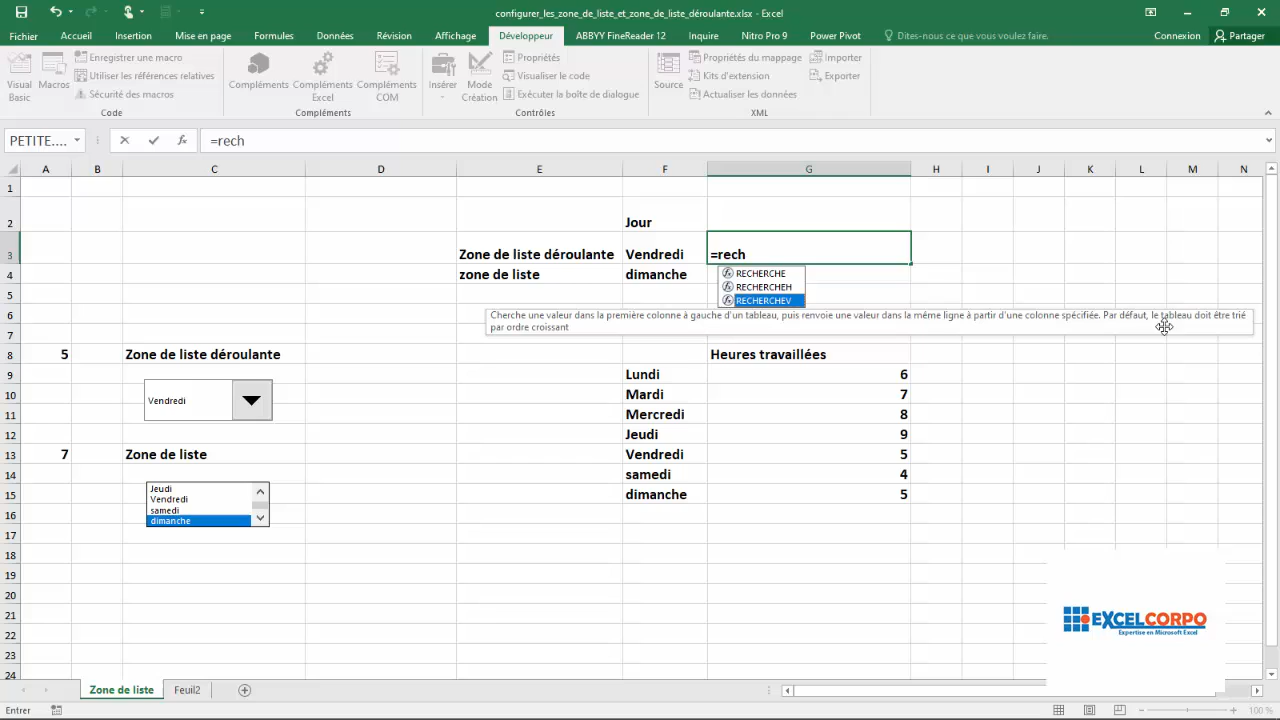 configurer_les_zone_de_liste_et_zone_de_liste_déroulante.xlsx - Excel
Fichier Accueil Insertion Mise en page Formules Données Révision Affichage Développeur ABBYY FineReader 12 Inquire Nitro Pro 9 Power Pivot Dites-nous ce que vous voulez faire. Connexion Partager
Visual Basic
Macros
Enregistrer une macro
Utiliser les références relatives
Sécurité des macros
Code
Compléments
Compléments Excel
Compléments COM
Compléments
Insérer
Mode Création
Propriétés
Visualiser le code
Exécuter la boîte de dialogue
Contrôles
Source
Propriétés du mappage
Kits d'extension
Actualiser les données
Importer
Exporter
XML
PETITE.... =rech
A B C D E F G H I J K L M N
1
2 Jour
3 Zone de liste déroulante Vendredi =rech
4 zone de liste dimanche RECHERCHE
RECHERCHEH
5 RECHERCHEV
6 Cherche une valeur dans la première colonne à gauche d'un tableau, puis renvoie une valeur dans la même ligne à partir d'une colonne spécifiée. Par défaut, le tableau doit être trié
par ordre croissant
7
8 5 Zone de liste déroulante Heures travaillées
9 Lundi 6
10 Vendredi Mardi 7
11 Mercredi 8
12 Jeudi 9
13 7 Zone de liste Vendredi 5
14 samedi 4
15 Jeudi dimanche 5
Vendredi
samedi
16 dimanche
17
18
19
20
21 EXCELCORPO
Expertise en Microsoft Excel
22
23
24
Zone de liste Feuil2
Entrer 100 %